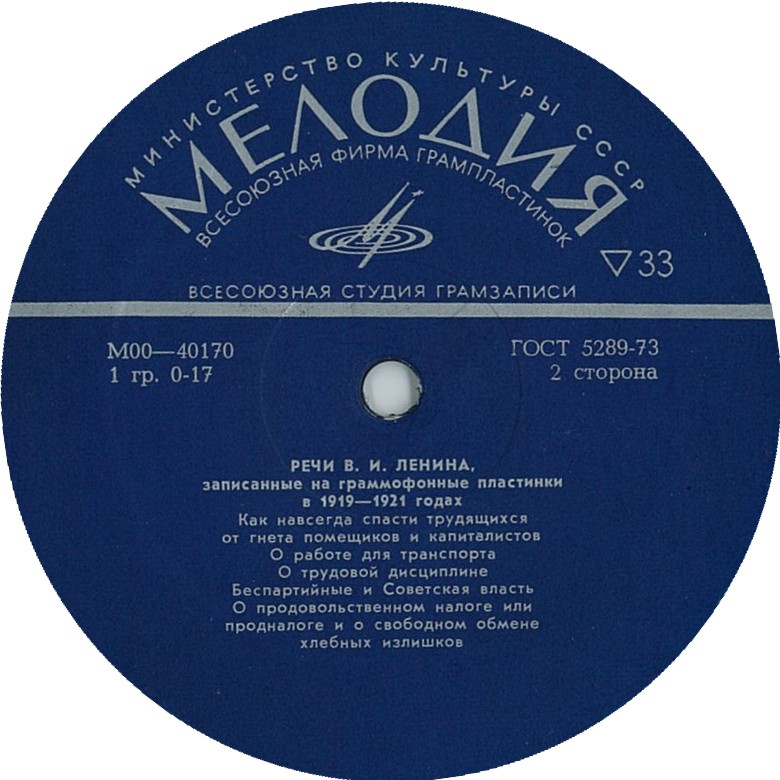 МИНИСТЕРСТВО КУЛЬТУРЫ СССР
МЕЛОДИЯ
ВСЕСОЮЗНАЯ ФИРМА ГРАМПЛАСТИНОК
▽33
ВСЕСОЮЗНАЯ СТУДИЯ ГРАМЗАПИСИ
М00—40170
ГОСТ 5289-73
1 гр. 0-17
2 сторона
РЕЧИ В. И. ЛЕНИНА,
записанные на граммофонные пластинки
в 1919—1921 годах
Как навсегда спасти трудящихся
от гнета помещиков и капиталистов
О работе для транспорта
О трудовой дисциплине
Беспартийные и Советская власть
О продовольственном налоге или
продналоге и о свободном обмене
хлебных излишков